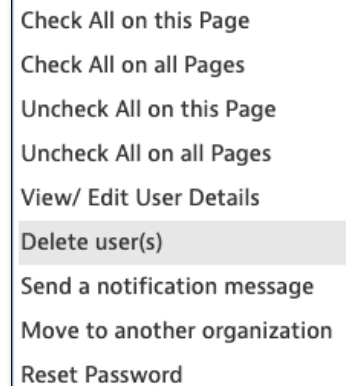 Check All on this Page
Check All on all Pages
Uncheck All on this Page
Uncheck All on all Pages
View/ Edit User Details
Delete user(s)
Send a notification message
Move to another organization
Reset Password